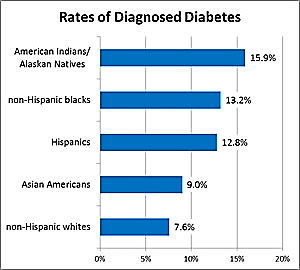 Rates of Diagnosed Diabetes
American Indians/
Alaskan Natives
15.9%
non-Hispanic blacks
13.2%
Hispanics
12.8%
Asian Americans
9.0%
non-Hispanic whites
7.6%
0% 5% 10% 15% 20%